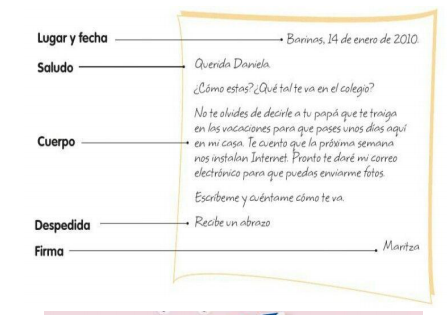 Lugar y fecha
Barinas, 14 de enero de 2010.
Saludo
Querida Daniela.
¿Cómo estas? ¿Qué tal te va en el colegio?
No te olvides de decirle a tu papá que te traiga
en las vacaciones para que pases unos días aquí
Cuerpo
en mi casa. Te cuento que la próxima semana
nos instalan Internet. Pronto te daré mi correo
electrónico para que puedas enviarme fotos.
Escríbeme y cuéntame cómo te va.
Despedida
Recibe un abrazo
Firma
Maritza